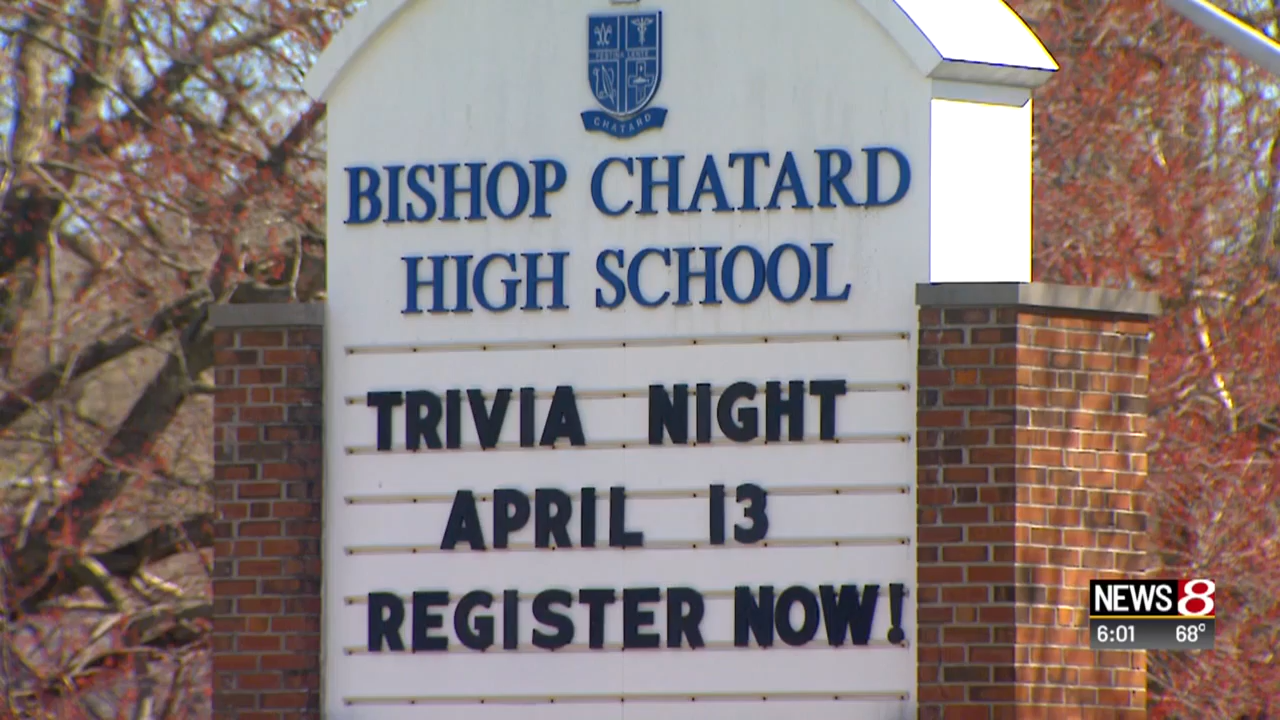 CHATARD
BISHOP CHATARD
HIGH SCHOOL
TRIVIA NIGHT
APRIL 13
REGISTER NOW!
NEWS 8
6:01 68°